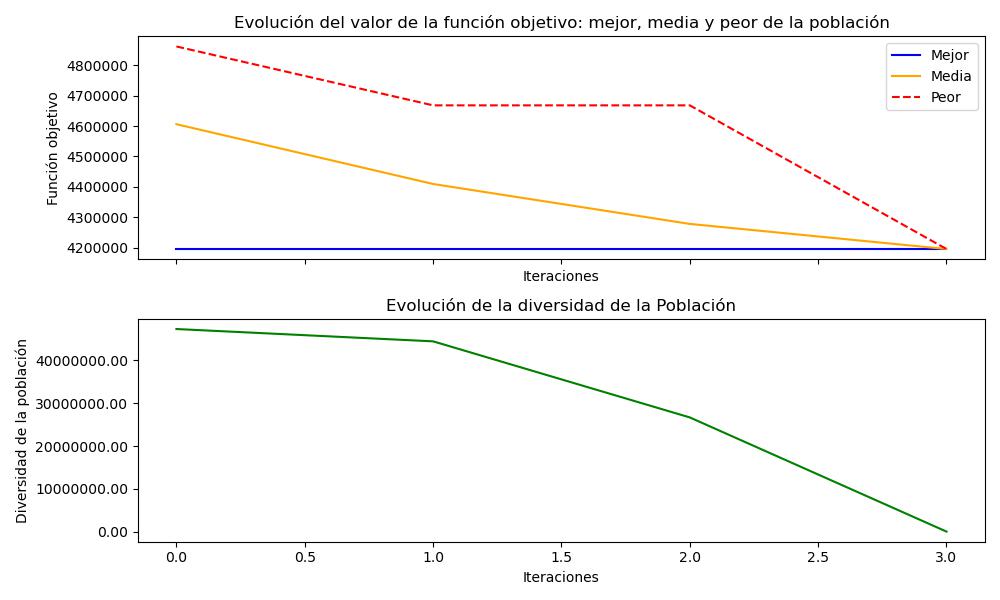 Evolución del valor de la función objetivo: mejor, media y peor de la población
Función objetivo
4800000
4700000
4600000
4500000
4400000
4300000
4200000
Mejor
Media
Peor
Iteraciones
Evolución de la diversidad de la Población
Diversidad de la población
40000000.00
30000000.00
20000000.00
10000000.00
0.00
0.0 0.5 1.0 1.5 2.0 2.5 3.0
Iteraciones